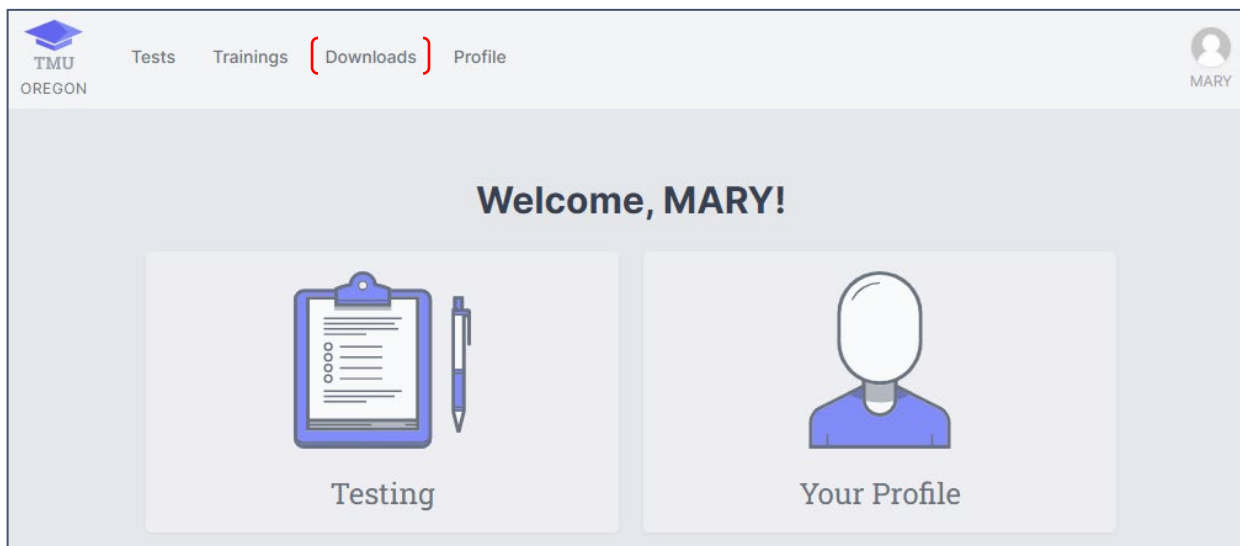 TMU
OREGON
Tests Trainings Downloads Profile
MARY
Welcome, MARY!
Testing
Your Profile